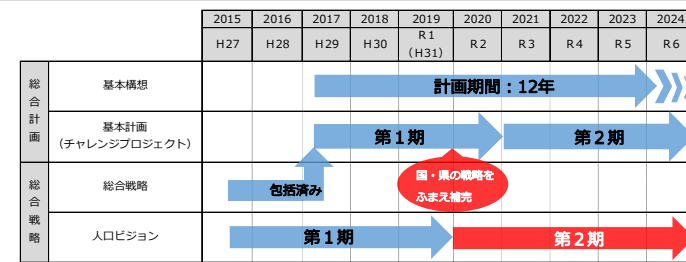 2015 2016 2017 2018 2019 2020 2021 2022 2023 2024
H27 H28 H29 H30 R1 (H31) R2 R3 R4 R5 R6
総合計画
基本構想
計画期間：12年
基本計画
（チャレンジプロジェクト）
第１期
第２期
総合戦略
総合戦略
包括済み
国・県の戦略を
ふまえ補完
人口ビジョン
第１期
第２期